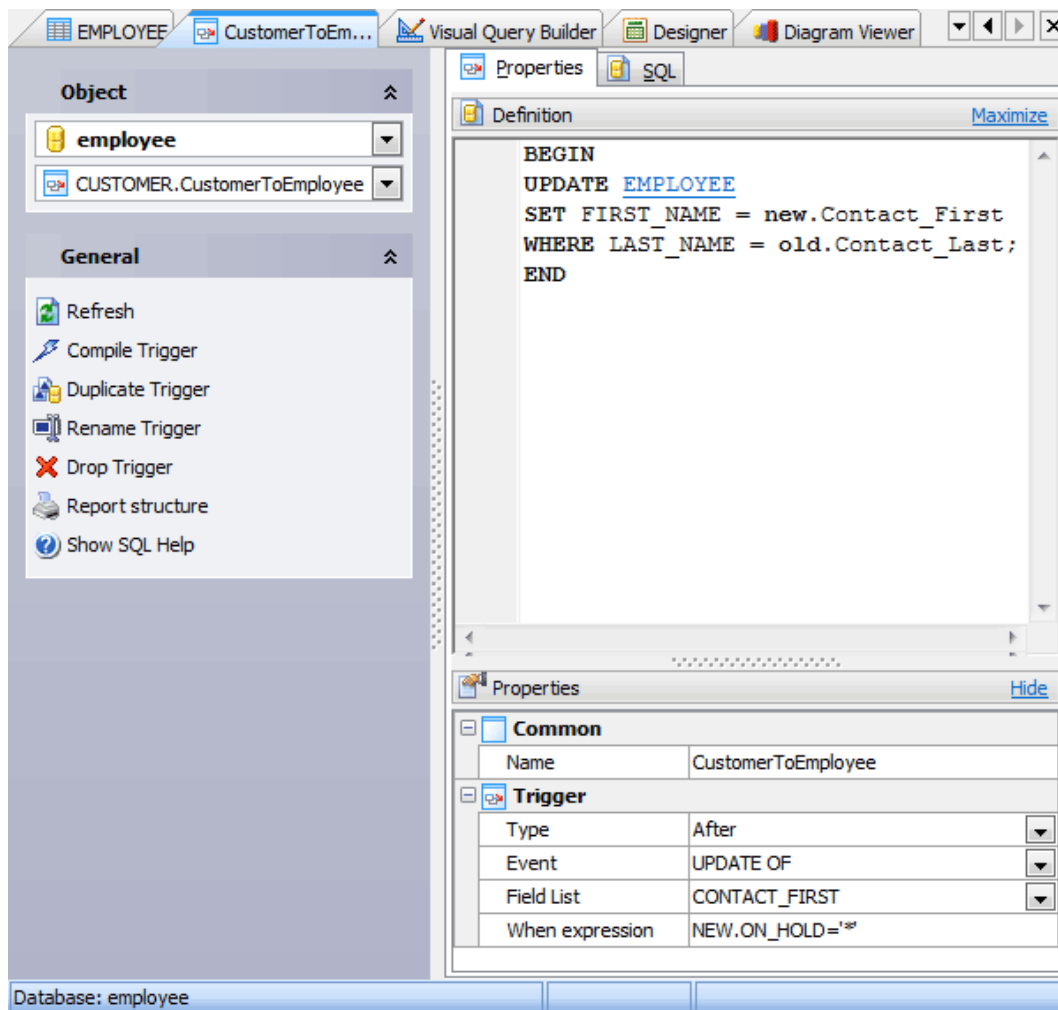 EMPLOYEE
CustomerToEm...
Visual Query Builder
Designer
Diagram Viewer
Object
employee
CUSTOMER.CustomerToEmployee
General
Refresh
Compile Trigger
Duplicate Trigger
Rename Trigger
Drop Trigger
Report structure
Show SQL Help
Properties
SQL
Definition
Maximize
BEGIN
UPDATE EMPLOYEE
SET FIRST_NAME = new.Contact_First
WHERE LAST_NAME = old.Contact_Last;
END
Properties
Hide
Common
Name CustomerToEmployee
Trigger
Type After
Event UPDATE OF
Field List CONTACT_FIRST
When expression NEW.ON_HOLD='*'
Database: employee